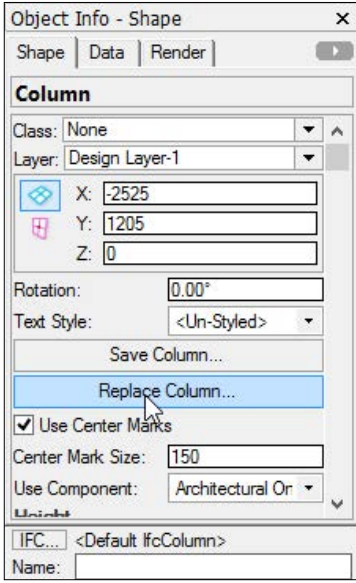 Object Info - Shape
Shape Data Render
Column
Class: None
Layer: Design Layer-1
X: -2525
Y: 1205
Z: 0
Rotation: 0.00°
Text Style: <Un-Styled>
Save Column...
Replace Column...
Use Center Marks
Center Mark Size: 150
Use Component: Architectural On
Height
IFC... <Default IfcColumn>
Name: